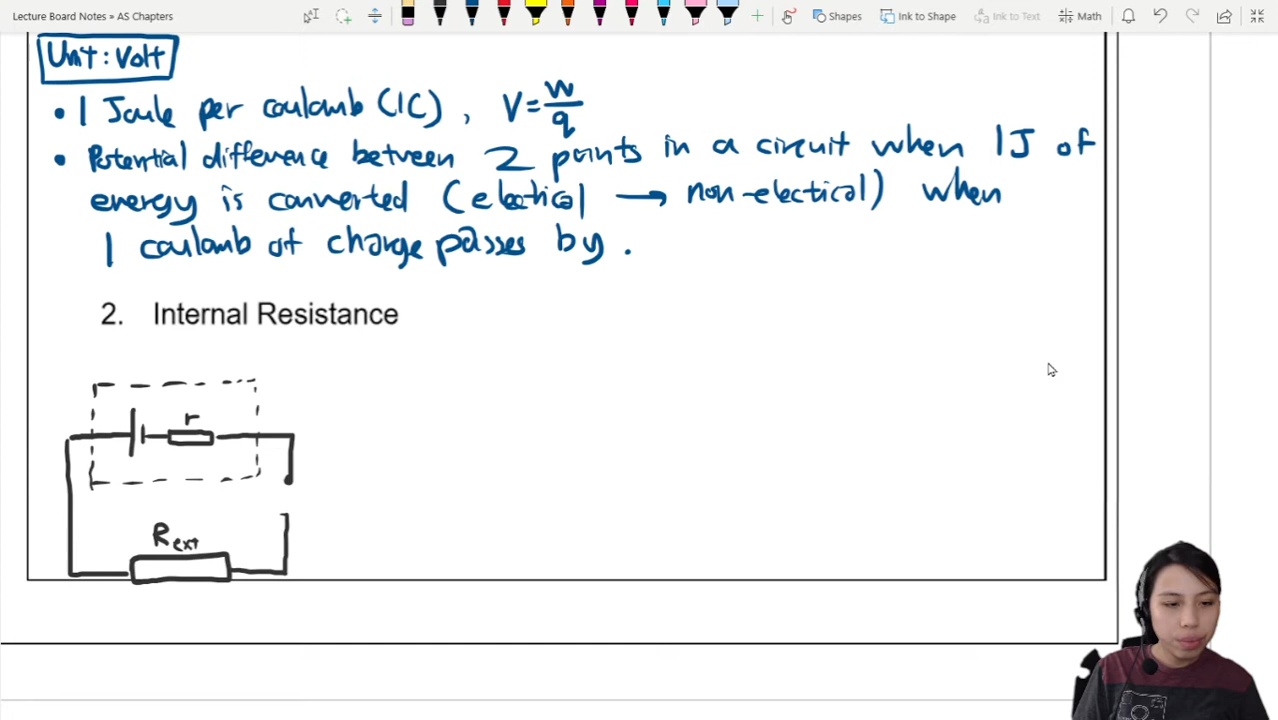 Lecture Board Notes » AS Chapters
Shapes
Ink to Shape
Ink to Text
Math
Unit : Volt
• 1 Joule per coulomb (1C) , V = W/q
• Potential difference between 2 points in a circuit when 1J of
energy is converted (electical → non-electical) when
1 coulomb of charge passes by .
2. Internal Resistance
r
Rext